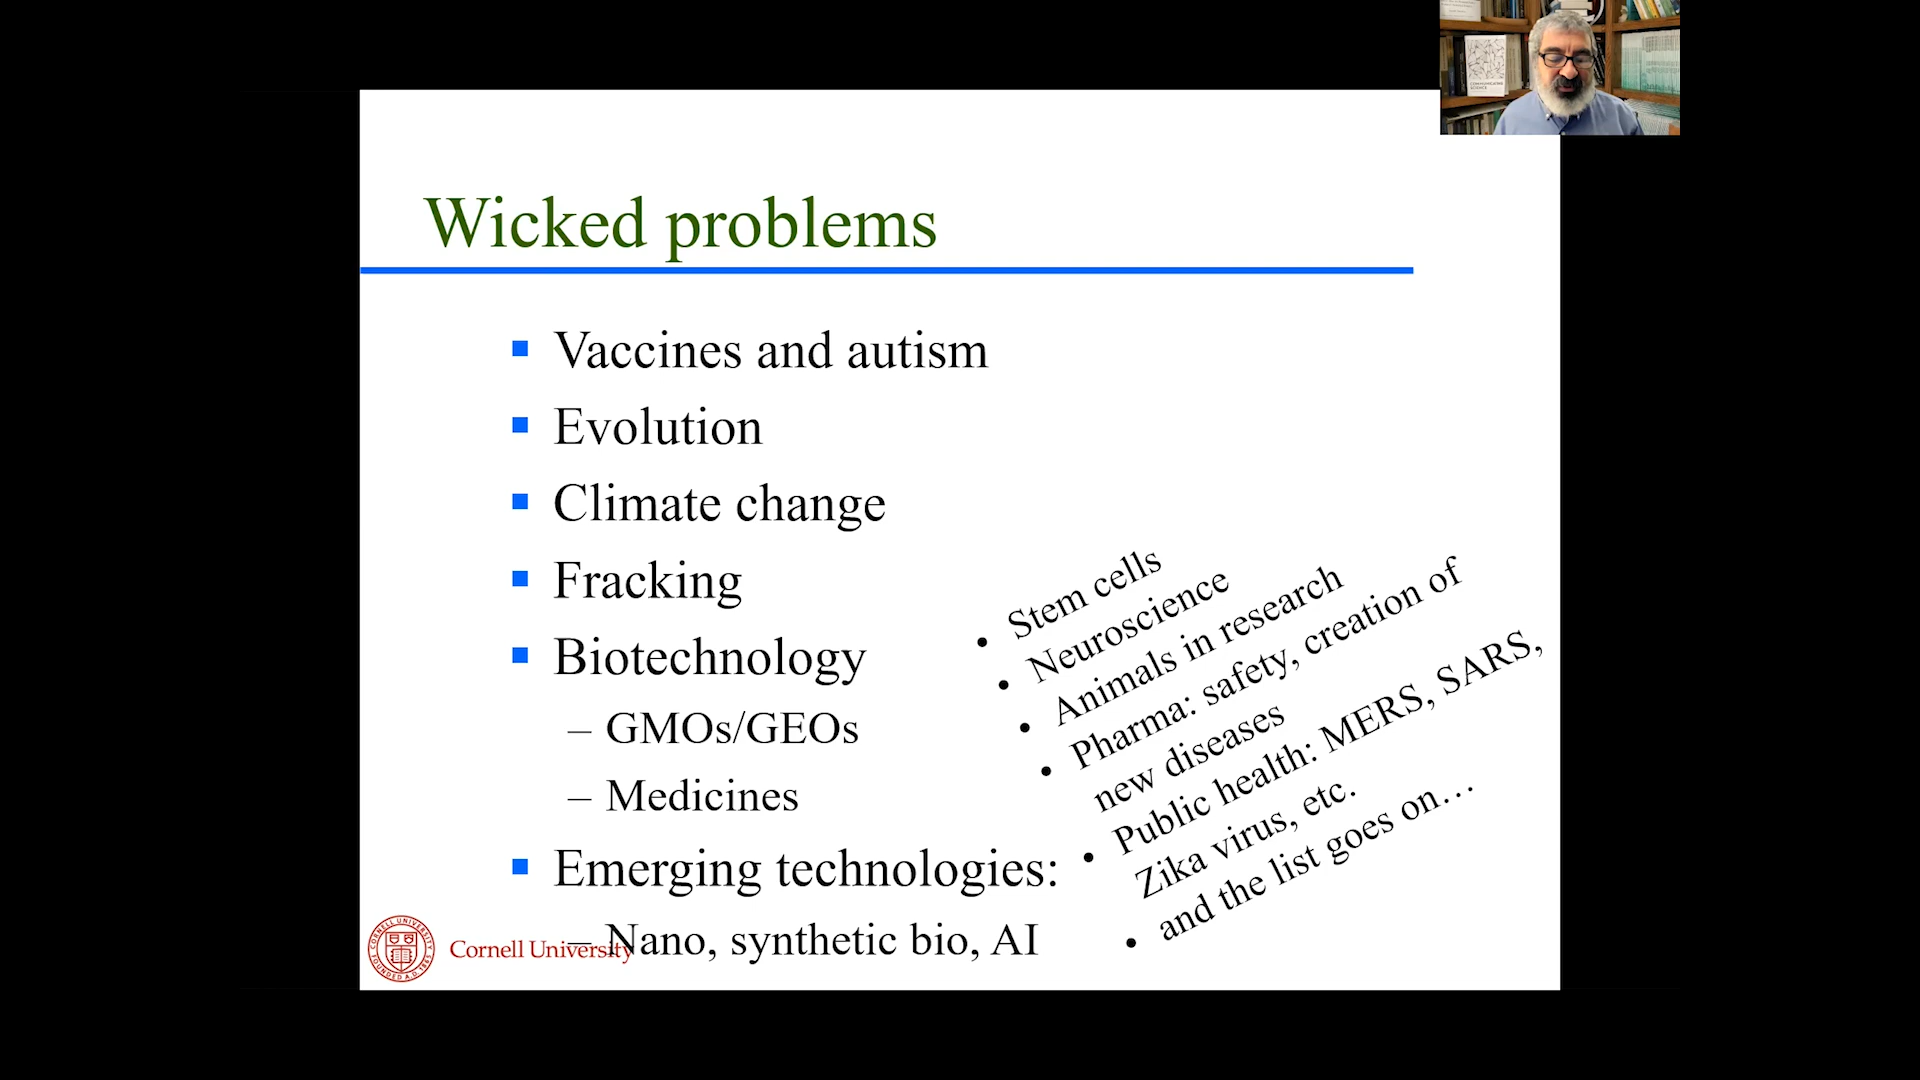 Wicked problems
Vaccines and autism
Evolution
Climate change
Fracking
Biotechnology
– GMOs/GEOs
– Medicines
Emerging technologies:
– Nano, synthetic bio, AI
• Stem cells
• Neuroscience
• Animals in research
• Pharma: safety, creation of
new diseases
• Public health: MERS, SARS,
Zika virus, etc.
• and the list goes on…
Cornell University